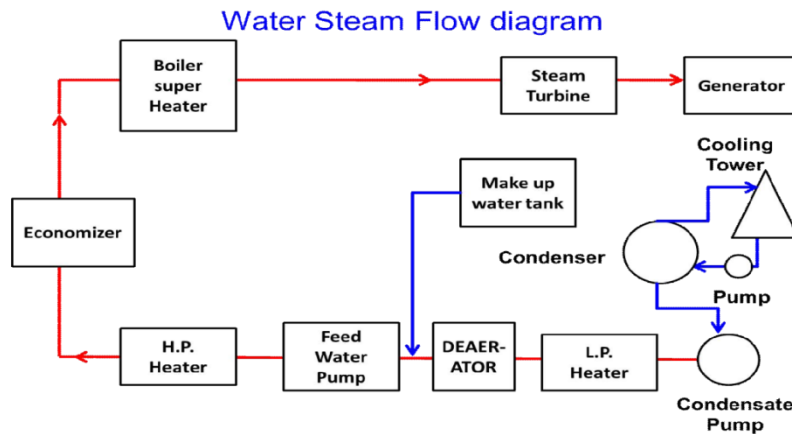 Water Steam Flow diagram
Boiler
super
Heater
Steam
Turbine
Generator
Cooling
Tower
Make up
water tank
Economizer
Condenser
Pump
H.P.
Heater
Feed
Water
Pump
DEAER-
ATOR
L.P.
Heater
Condensate
Pump